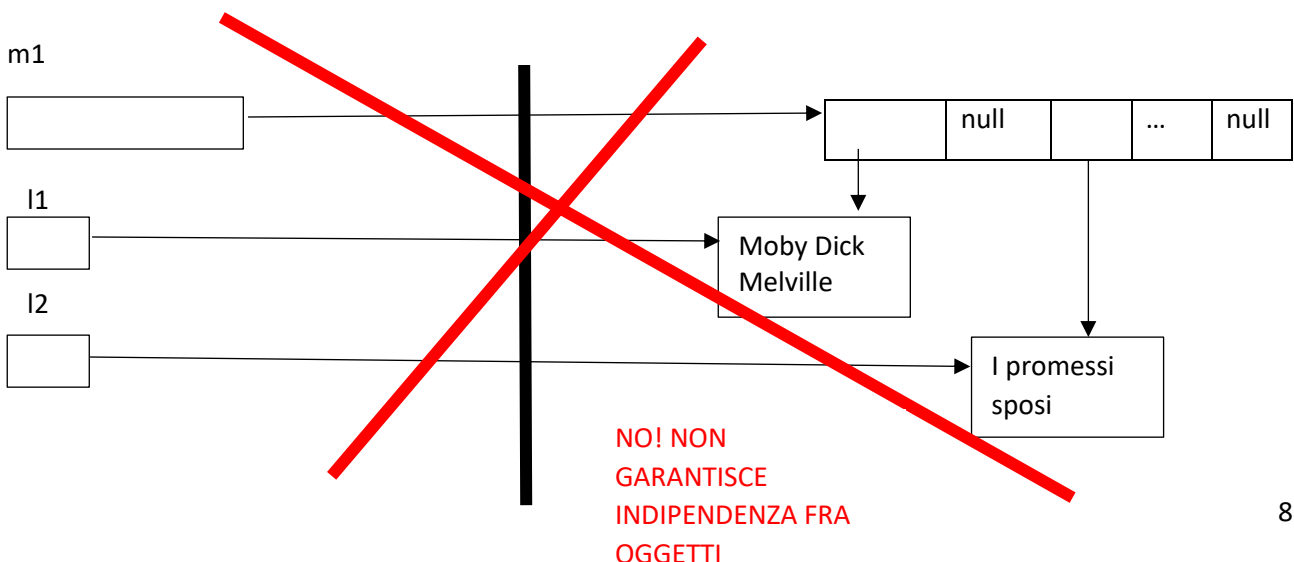 m1
null
...
null
l1
Moby Dick
Melville
l2
I promessi
sposi
NO! NON
GARANTISCE
INDIPENDENZA FRA
OGGETTI
8